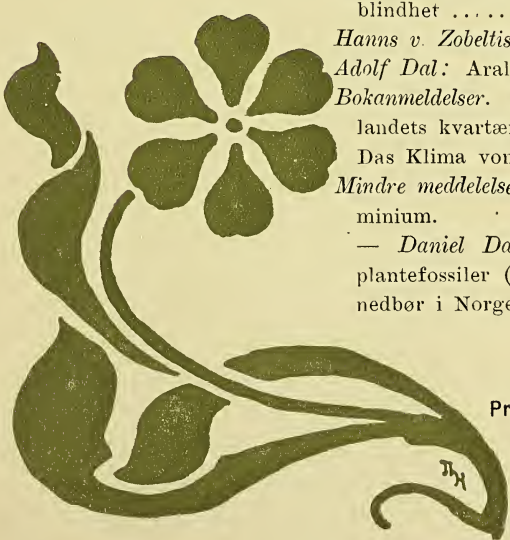 blindhet .....
Hanns v. Zobeltis
Adolf Dal: Aral
Bokanmeldelser.
landets kvartær
Das Klima von
Mindre meddelelse
minium.
— Daniel Da
plantefossiler (
nedbør i Norge
Pr
TH